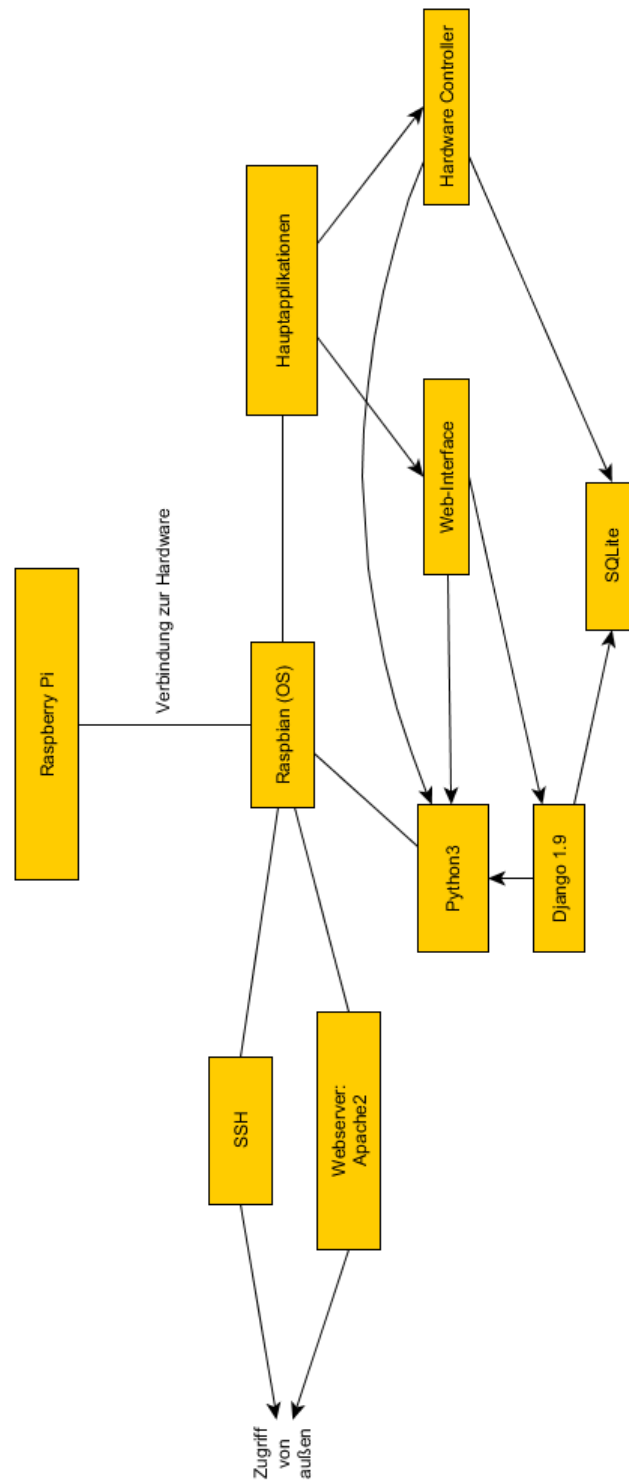 Raspberry Pi
Verbindung zur Hardware
SSH
Raspbian (OS)
Hauptapplikationen
Zugriff
von
außen
Webserver:
Apache2
Python3
Web-Interface
Hardware Controller
Django 1.9
SQLite